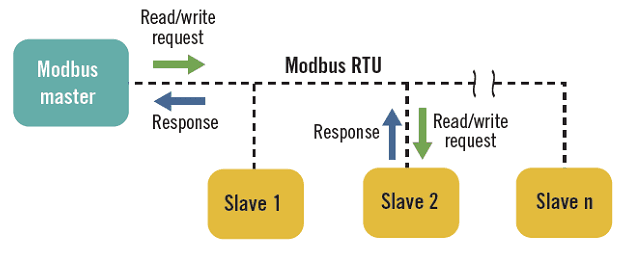 Read/write
request
Modbus
master
Modbus RTU
Response
Response
Read/write
request
Slave 1
Slave 2
Slave n